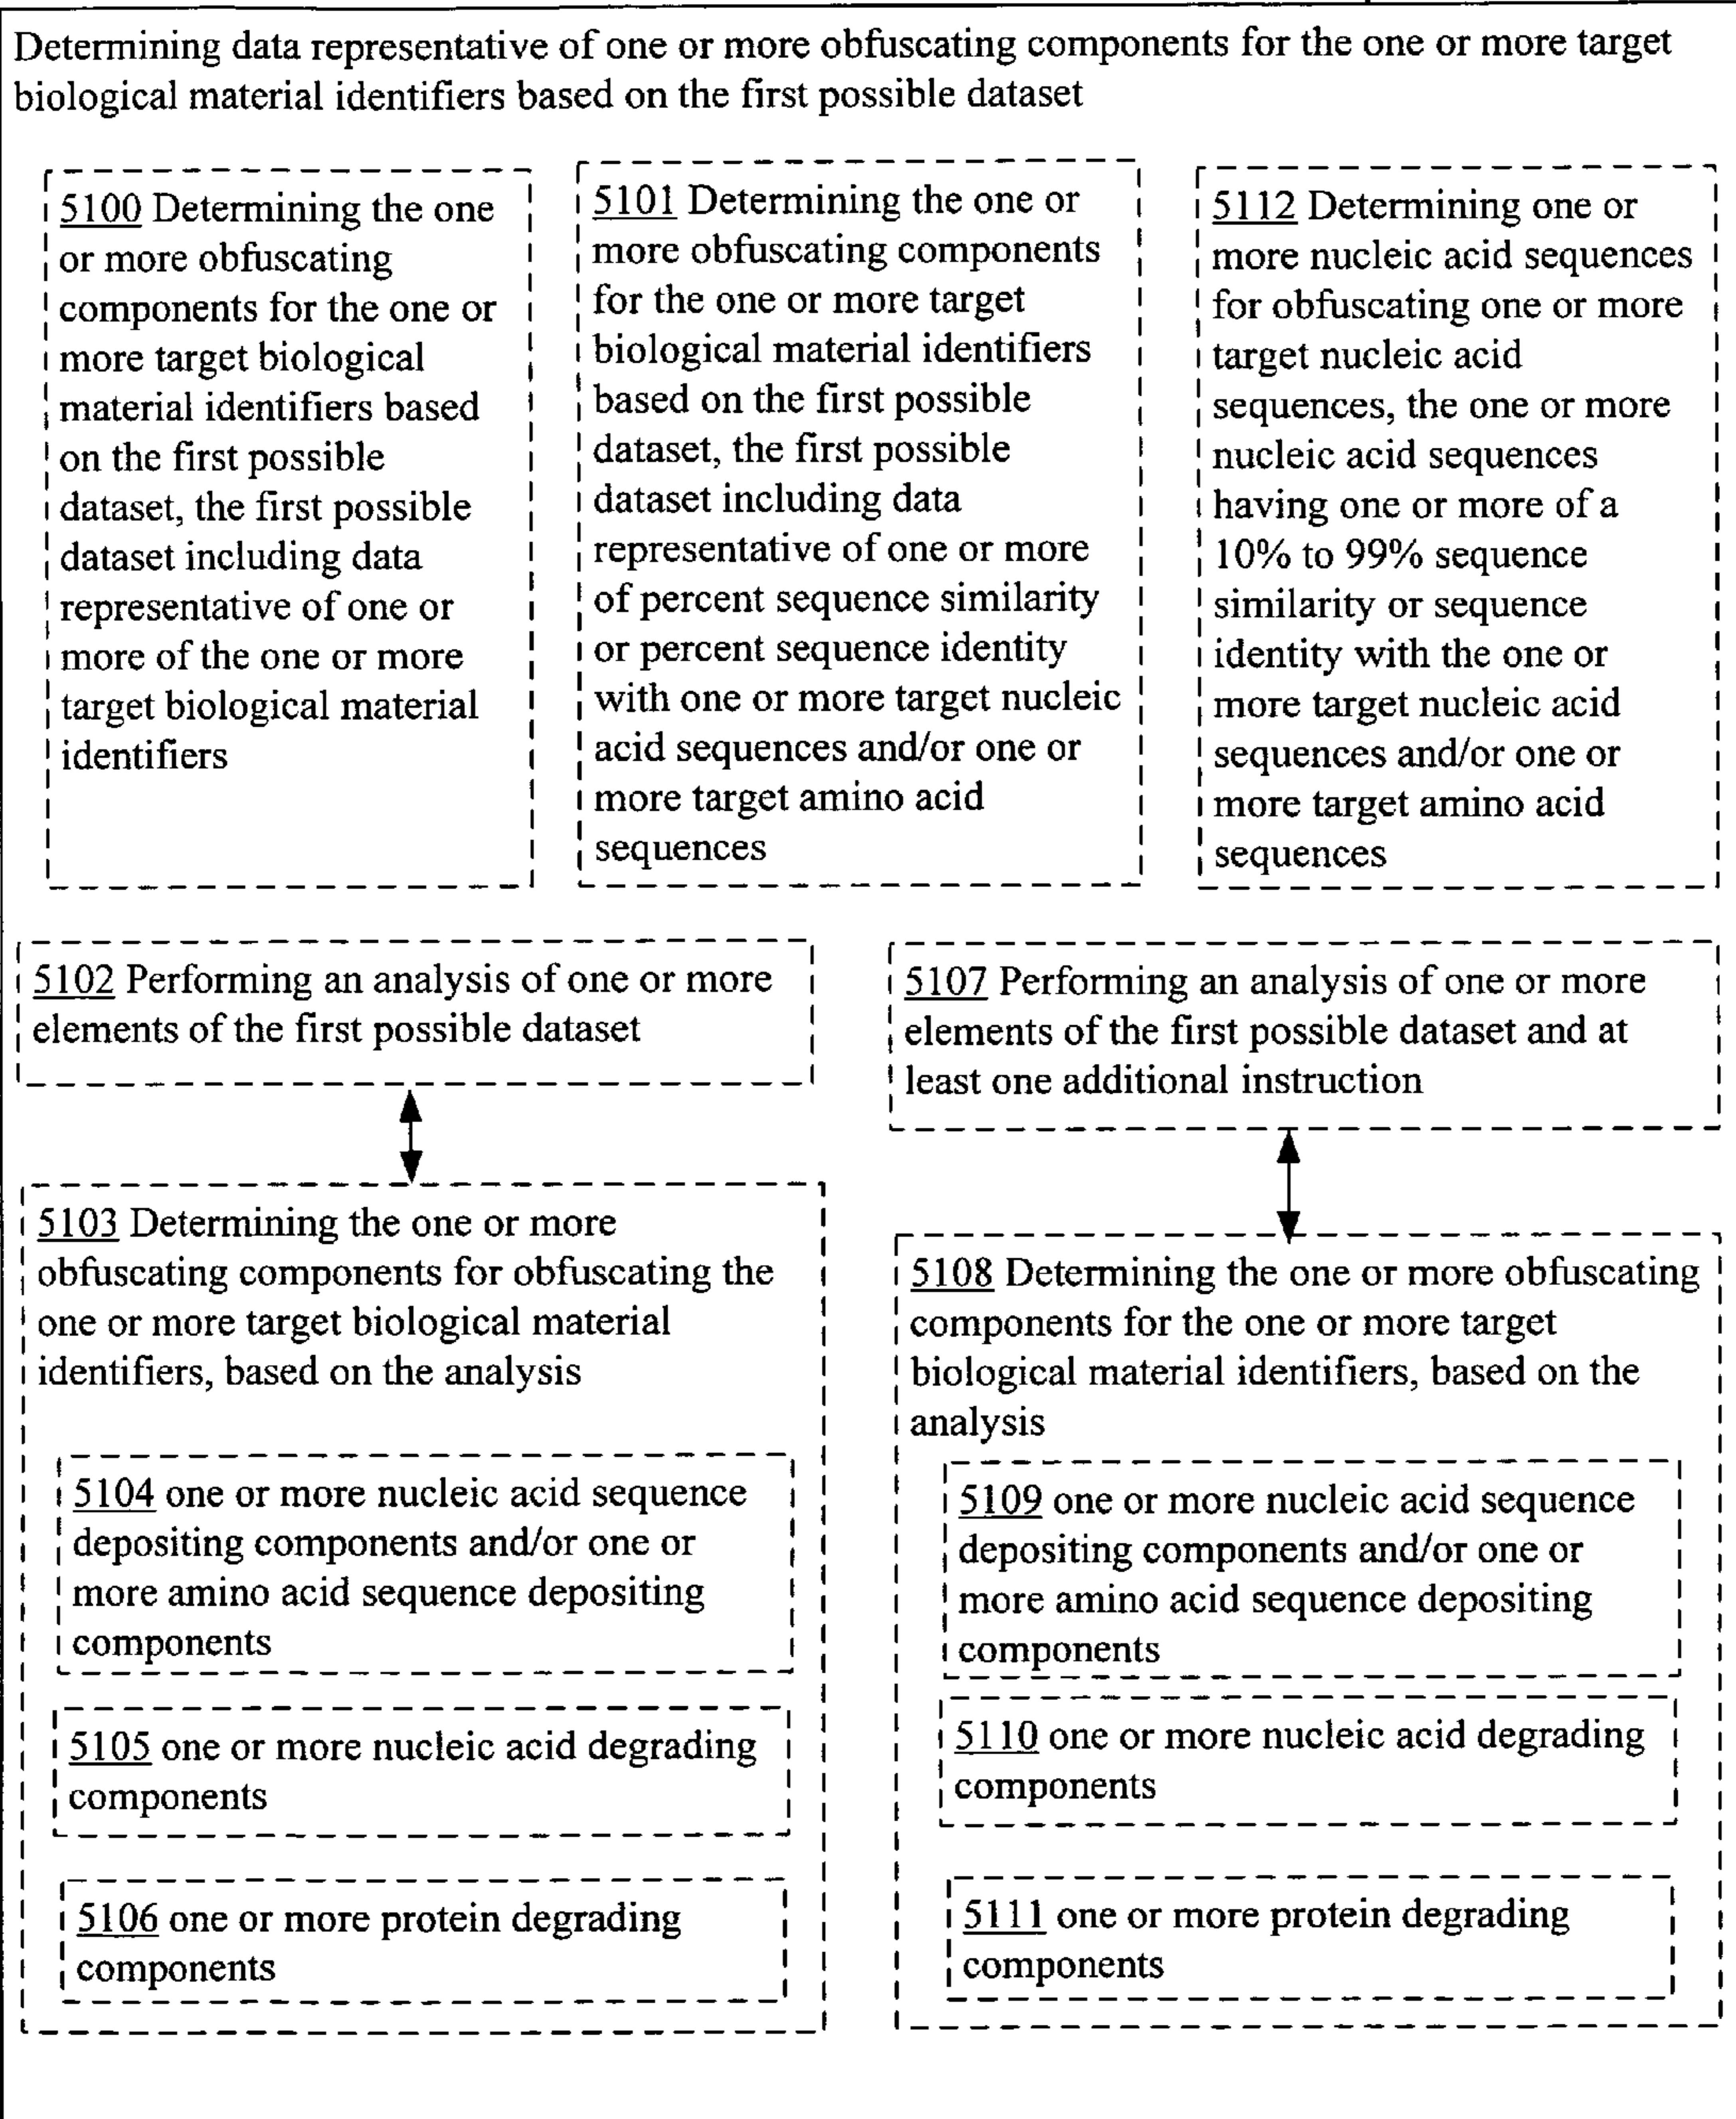 Determining data representative of one or more obfuscating components for the one or more target
biological material identifiers based on the first possible dataset
5100 Determining the one
or more obfuscating
components for the one or
more target biological
material identifiers based
on the first possible
dataset, the first possible
dataset including data
representative of one or
more of the one or more
target biological material
identifiers
5101 Determining the one or
more obfuscating components
for the one or more target
biological material identifiers
based on the first possible
dataset, the first possible
dataset including data
representative of one or more
of percent sequence similarity
or percent sequence identity
with one or more target nucleic
acid sequences and/or one or
more target amino acid
sequences
5112 Determining one or
more nucleic acid sequences
for obfuscating one or more
target nucleic acid
sequences, the one or more
nucleic acid sequences
having one or more of a
10% to 99% sequence
similarity or sequence
identity with the one or
more target nucleic acid
sequences and/or one or
more target amino acid
sequences
5102 Performing an analysis of one or more
elements of the first possible dataset
5103 Determining the one or more
obfuscating components for obfuscating the
one or more target biological material
identifiers, based on the analysis
5104 one or more nucleic acid sequence
depositing components and/or one or
more amino acid sequence depositing
components
5105 one or more nucleic acid degrading
components
5106 one or more protein degrading
components
5107 Performing an analysis of one or more
elements of the first possible dataset and at
least one additional instruction
5108 Determining the one or more obfuscating
components for the one or more target
biological material identifiers, based on the
analysis
5109 one or more nucleic acid sequence
depositing components and/or one or
more amino acid sequence depositing
components
5110 one or more nucleic acid degrading
components
5111 one or more protein degrading
components